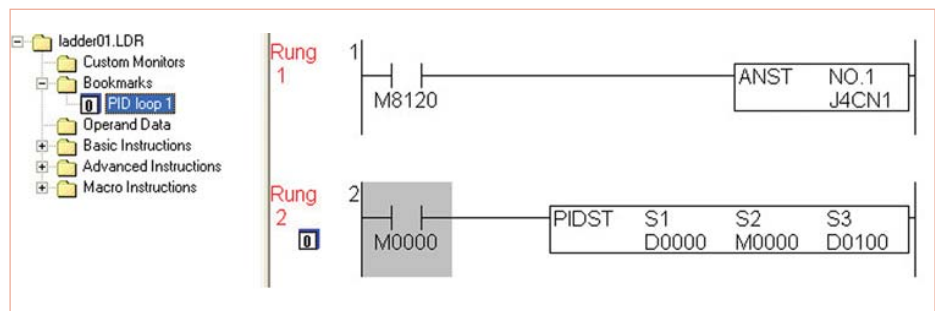 ladder01.LDR
Custom Monitors
Bookmarks
0 PID loop 1
Operand Data
Basic Instructions
Advanced Instructions
Macro Instructions
Rung 1
1
M8120
ANST NO.1
J4CN1
Rung 2
2
0
M0000
PIDST S1 S2 S3
D0000 M0000 D0100